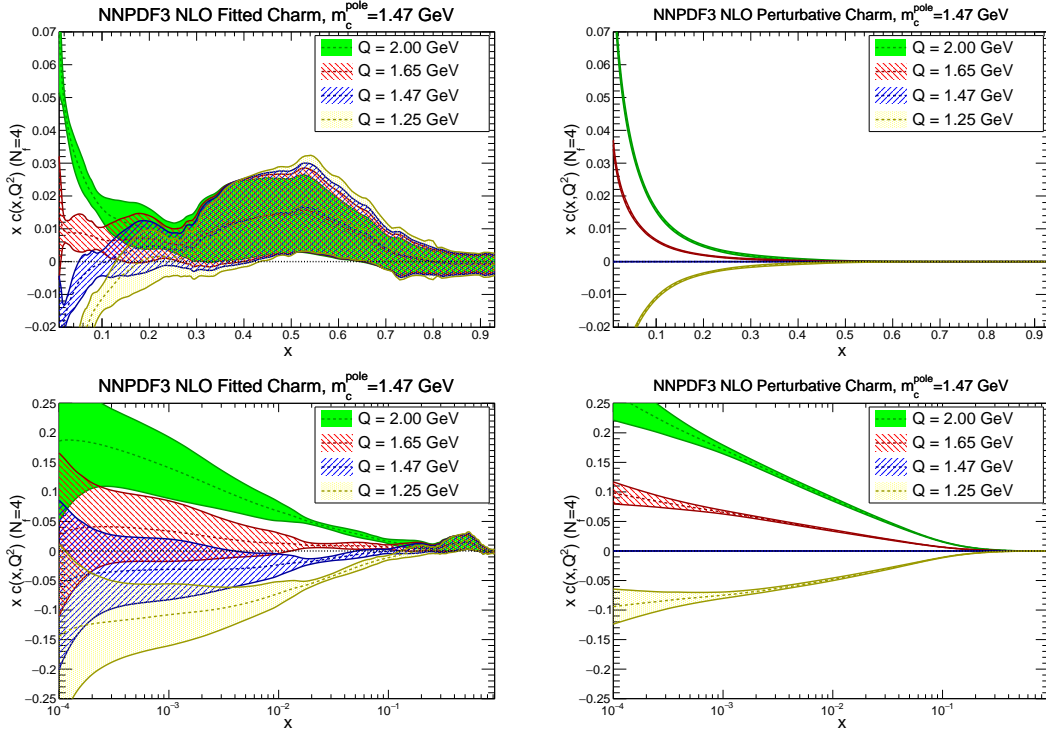 NNPDF3 NLO Fitted Charm, m_c^pole=1.47 GeV
x c(x,Q²) (N_f=4)
0.07
0.06
0.05
0.04
0.03
0.02
0.01
0
−0.01
−0.02
Q = 2.00 GeV
Q = 1.65 GeV
Q = 1.47 GeV
Q = 1.25 GeV
0.1 0.2 0.3 0.4 0.5 0.6 0.7 0.8 0.9
x
NNPDF3 NLO Perturbative Charm, m_c^pole=1.47 GeV
x c(x,Q²) (N_f=4)
0.07
0.06
0.05
0.04
0.03
0.02
0.01
0
−0.01
−0.02
Q = 2.00 GeV
Q = 1.65 GeV
Q = 1.47 GeV
Q = 1.25 GeV
0.1 0.2 0.3 0.4 0.5 0.6 0.7 0.8 0.9
x
NNPDF3 NLO Fitted Charm, m_c^pole=1.47 GeV
x c(x,Q²) (N_f=4)
0.25
0.2
0.15
0.1
0.05
0
−0.05
−0.1
−0.15
−0.2
−0.25
Q = 2.00 GeV
Q = 1.65 GeV
Q = 1.47 GeV
Q = 1.25 GeV
10⁻⁴ 10⁻³ 10⁻² 10⁻¹
x
NNPDF3 NLO Perturbative Charm, m_c^pole=1.47 GeV
x c(x,Q²) (N_f=4)
0.25
0.2
0.15
0.1
0.05
0
−0.05
−0.1
−0.15
−0.2
−0.25
Q = 2.00 GeV
Q = 1.65 GeV
Q = 1.47 GeV
Q = 1.25 GeV
10⁻⁴ 10⁻³ 10⁻² 10⁻¹
x